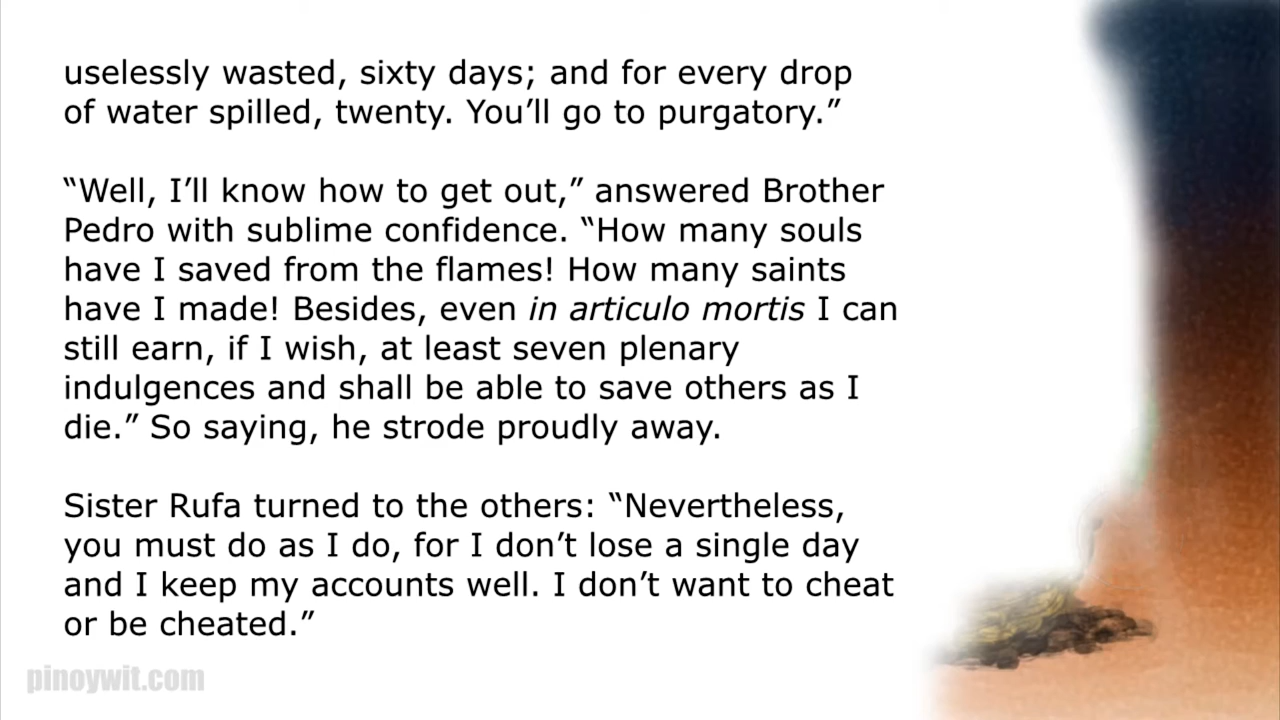 uselessly wasted, sixty days; and for every drop
of water spilled, twenty. You’ll go to purgatory.”
“Well, I’ll know how to get out,” answered Brother
Pedro with sublime confidence. “How many souls
have I saved from the flames! How many saints
have I made! Besides, even in articulo mortis I can
still earn, if I wish, at least seven plenary
indulgences and shall be able to save others as I
die.” So saying, he strode proudly away.
Sister Rufa turned to the others: “Nevertheless,
you must do as I do, for I don’t lose a single day
and I keep my accounts well. I don’t want to cheat
or be cheated.”
pinoywit.com